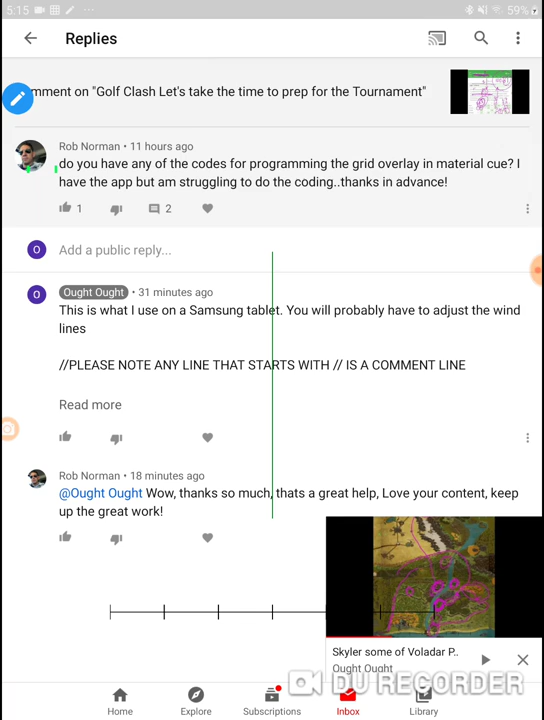 5:15
59%
Replies
mment on "Golf Clash Let's take the time to prep for the Tournament"
Rob Norman • 11 hours ago
do you have any of the codes for programming the grid overlay in material cue? I
have the app but am struggling to do the coding..thanks in advance!
1
2
O
Add a public reply...
O
Ought Ought • 31 minutes ago
This is what I use on a Samsung tablet. You will probably have to adjust the wind
lines
//PLEASE NOTE ANY LINE THAT STARTS WITH // IS A COMMENT LINE
Read more
Rob Norman • 18 minutes ago
@Ought Ought Wow, thanks so much, thats a great help, Love your content, keep
up the great work!
Skyler some of Voladar P..
Ought Ought
DU RECORDER
Home
Explore
Subscriptions
Inbox
Library